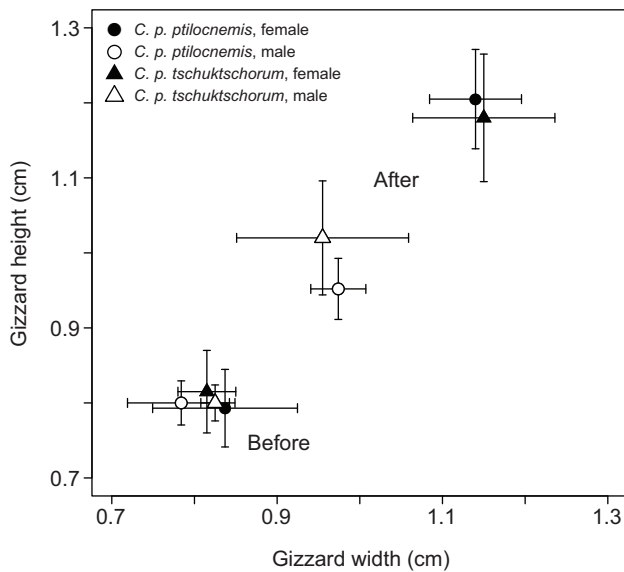 1.3
1.1
0.9
0.7
Gizzard height (cm)
C. p. ptilocnemis, female
C. p. ptilocnemis, male
C. p. tschuktschorum, female
C. p. tschuktschorum, male
After
Before
0.7 0.9 1.1 1.3
Gizzard width (cm)